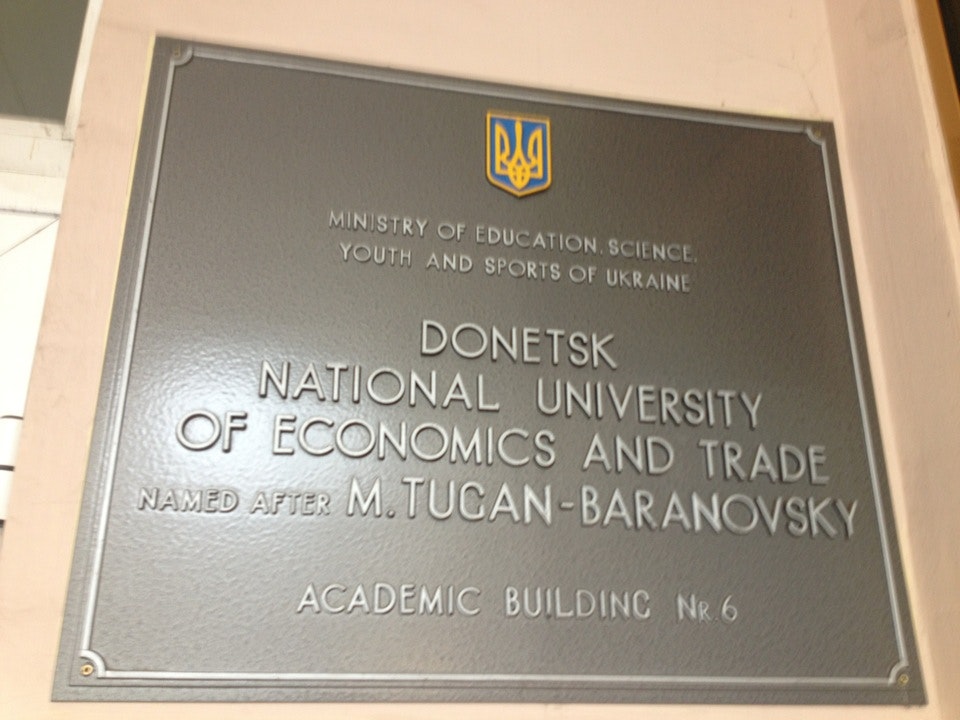 MINISTRY OF EDUCATION, SCIENCE,
YOUTH AND SPORTS OF UKRAINE
DONETSK
NATIONAL UNIVERSITY
OF ECONOMICS AND TRADE
NAMED AFTER M.TUGAN-BARANOVSKY
ACADEMIC BUILDING NR.6